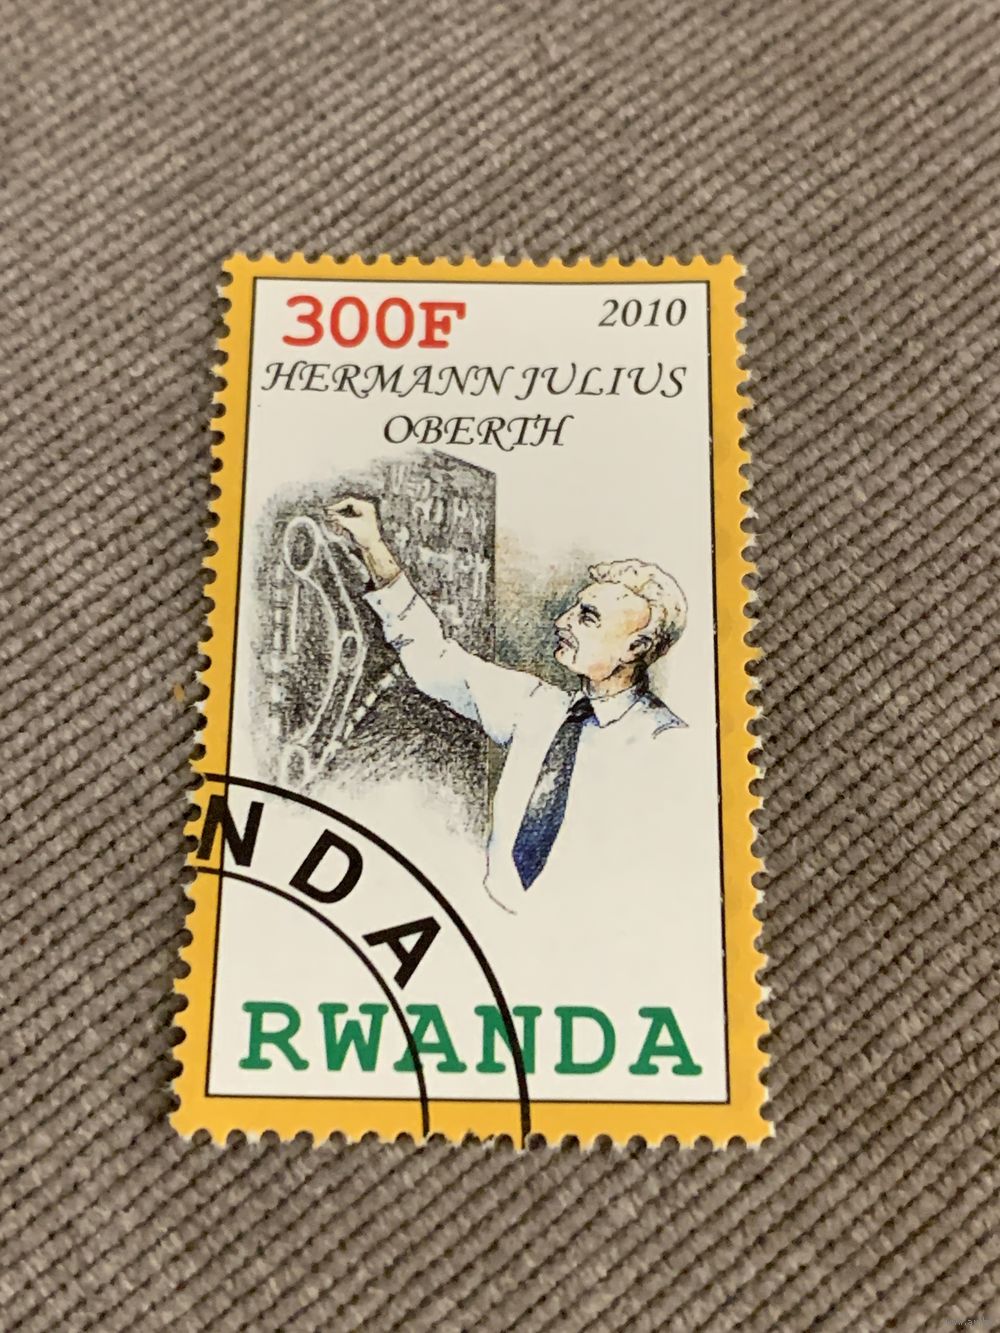 300F
2010
HERMANN JULIUS
OBERTH
NDA
RWANDA